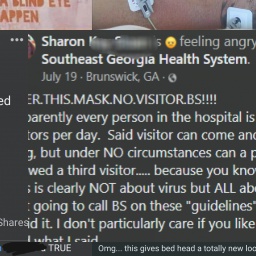 A BLIND EYE
APPEN
Sharon is feeling angry
Southeast Georgia Health System.
July 19 · Brunswick, GA ·
ER.THIS.MASK.NO.VISITOR.BS!!!!
parently every person in the hospital is
tors per day. Said visitor can come and
g, but under NO circumstances can a p
wed a third visitor..... because you know
s is clearly NOT about virus but ALL abo
t going to call BS on these "guidelines"
Shares
id it. I don't particularly care if you like
d what I said
TRUE
Omg... this gives bed head a totally new loo